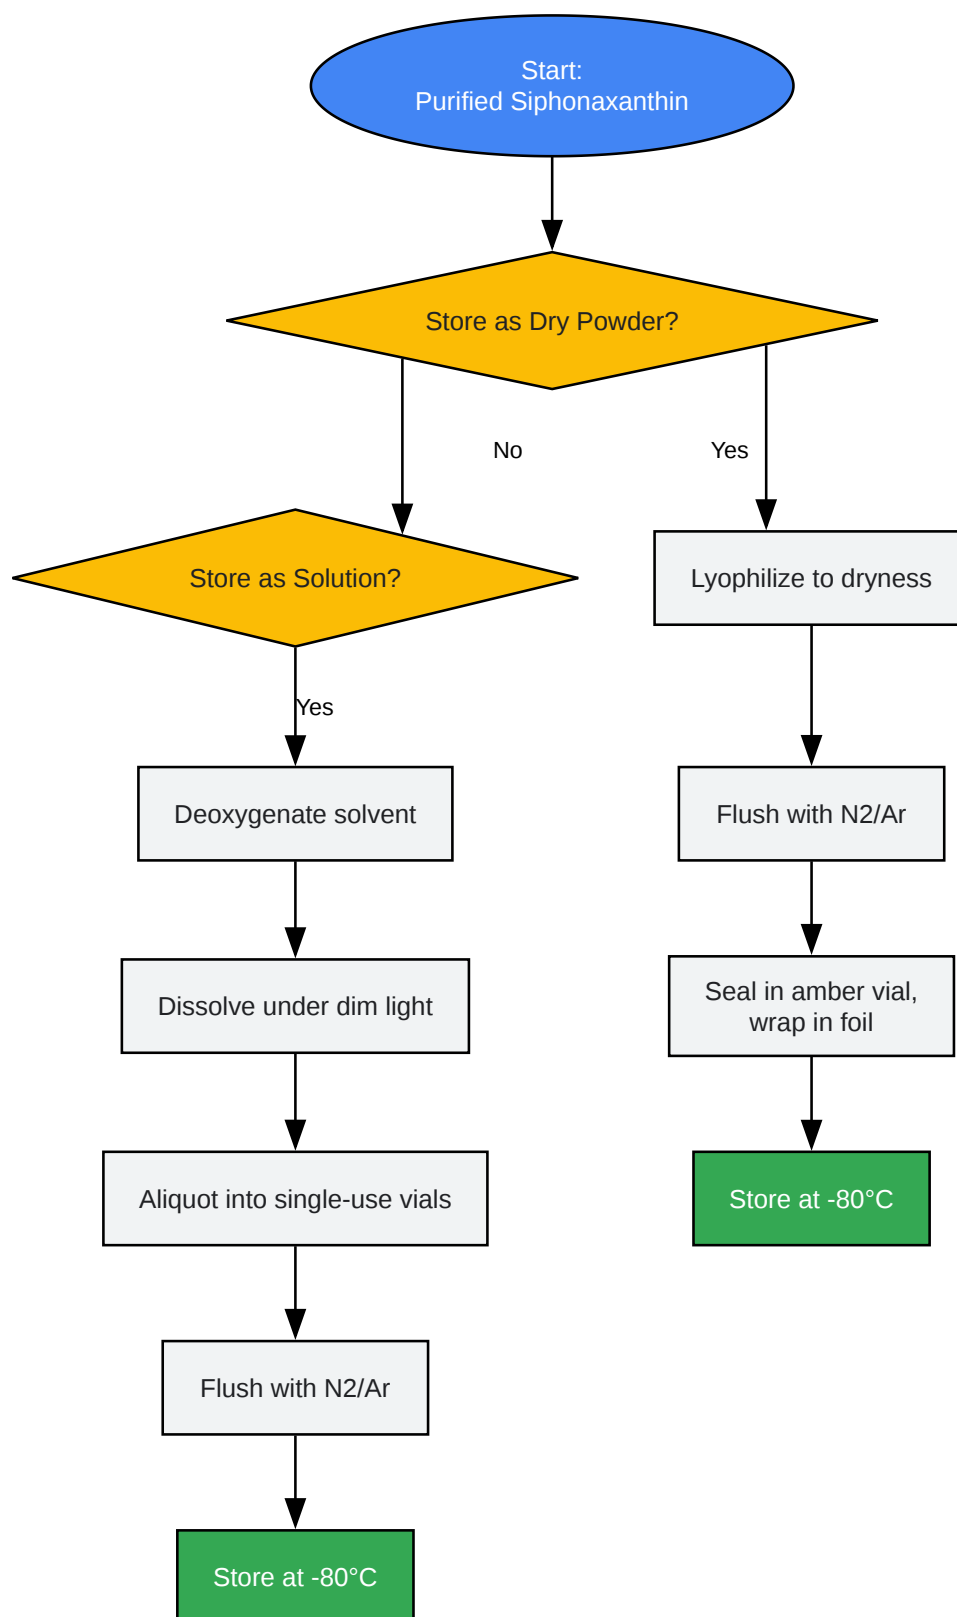 Start:
Purified Siphonaxanthin
Store as Dry Powder?
No
Yes
Store as Solution?
Lyophilize to dryness
Yes
Deoxygenate solvent
Flush with N2/Ar
Dissolve under dim light
Seal in amber vial,
wrap in foil
Aliquot into single-use vials
Store at -80°C
Flush with N2/Ar
Store at -80°C